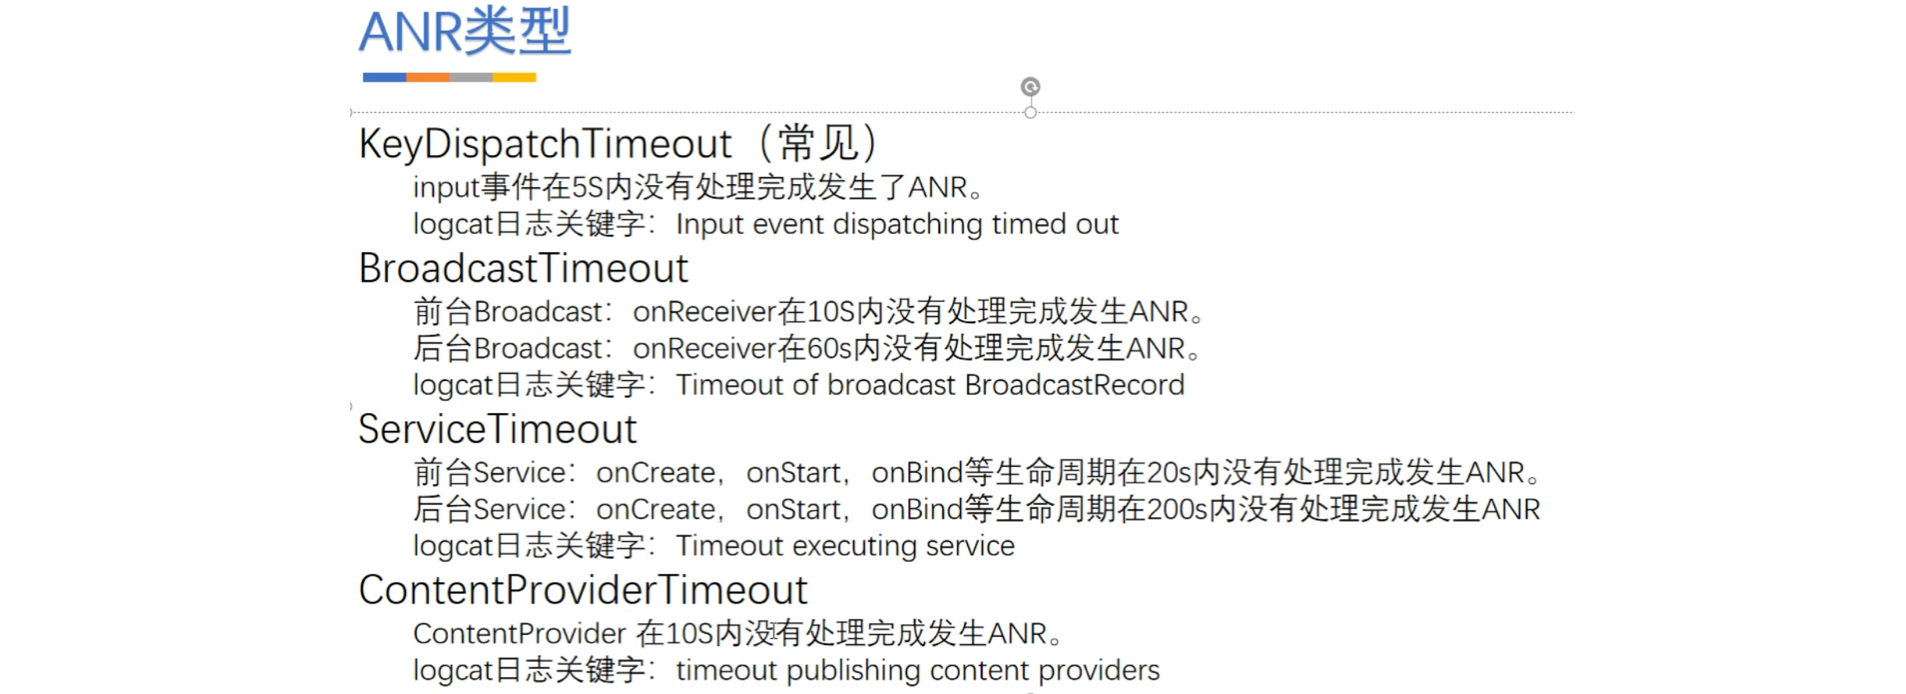 ANR类型
KeyDispatchTimeout（常见）
input事件在5S内没有处理完成发生了ANR。
logcat日志关键字：Input event dispatching timed out
BroadcastTimeout
前台Broadcast：onReceiver在10S内没有处理完成发生ANR。
后台Broadcast：onReceiver在60s内没有处理完成发生ANR。
logcat日志关键字：Timeout of broadcast BroadcastRecord
ServiceTimeout
前台Service：onCreate，onStart，onBind等生命周期在20s内没有处理完成发生ANR。
后台Service：onCreate，onStart，onBind等生命周期在200s内没有处理完成发生ANR
logcat日志关键字：Timeout executing service
ContentProviderTimeout
ContentProvider 在10S内没有处理完成发生ANR。
logcat日志关键字：timeout publishing content providers